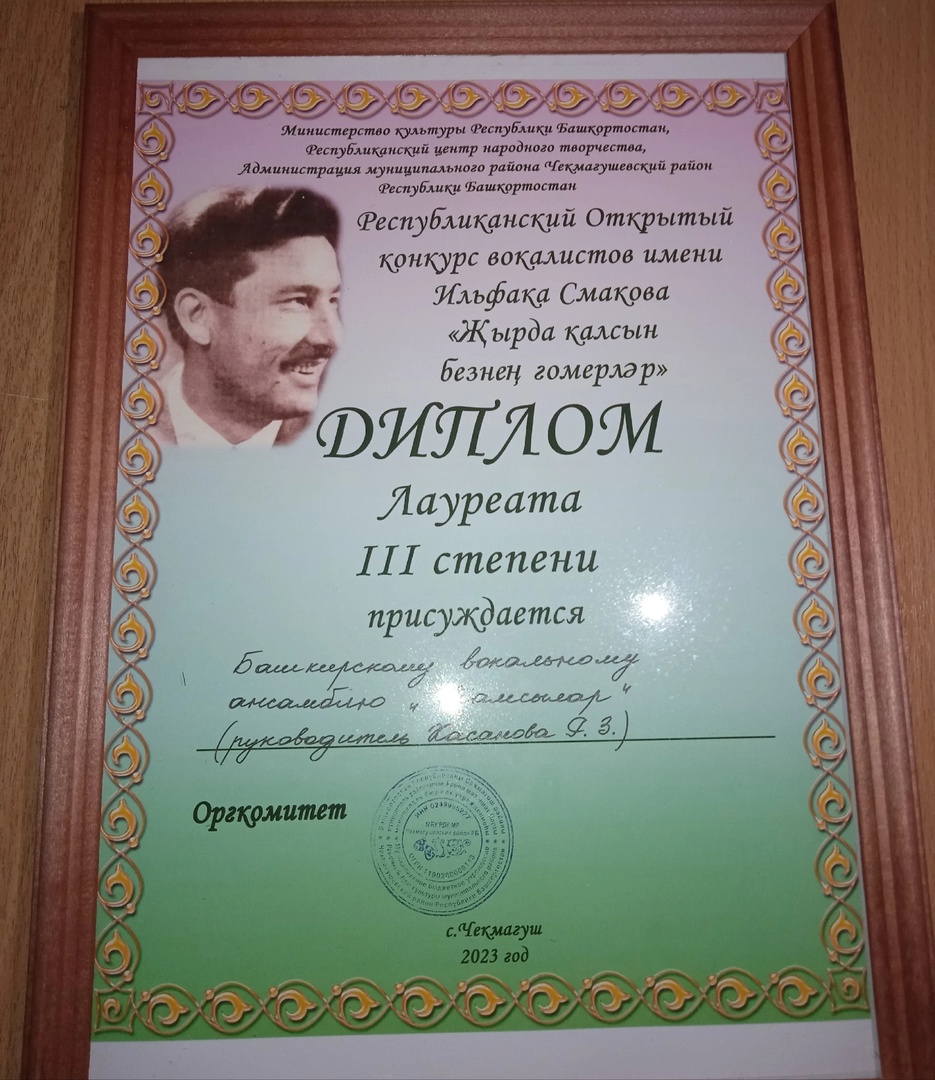 Министерство культуры Республики Башкортостан,
Республиканский центр народного творчества,
Администрация муниципального района Чекмагушевский район
Республики Башкортостан
Республиканский Открытый
конкурс вокалистов имени
Ильфака Смакова
«Җырда калсын
безнең гомерләр»
ДИПЛОМ
Лауреата
III степени
присуждается
Башкирскому вокальному
ансамблю
(руководитель Хасанова Я. З.)
Оргкомитет
с.Чекмагуш
2023 год